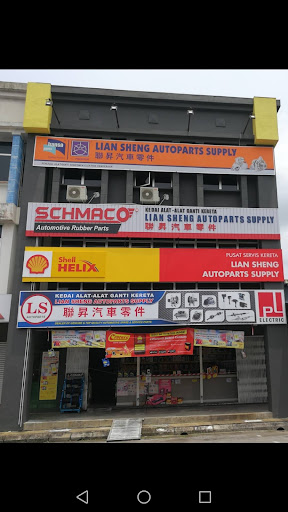 hansa
LIAN SHENG AUTOPARTS SUPPLY
聯昇汽車零件
SCHMACO
Automotive Rubber Parts
KEDAI ALAT-ALAT GANTI KERETA
LIAN SHENG AUTOPARTS SUPPLY
聯昇汽車零件
Shell
HELIX
PUSAT SERVIS KERETA
LIAN SHENG
AUTOPARTS SUPPLY
LS
KEDAI ALAT-ALAT GANTI KERETA
LIAN SHENG AUTOPARTS SUPPLY
聯昇汽車零件
PL
ELECTRIC